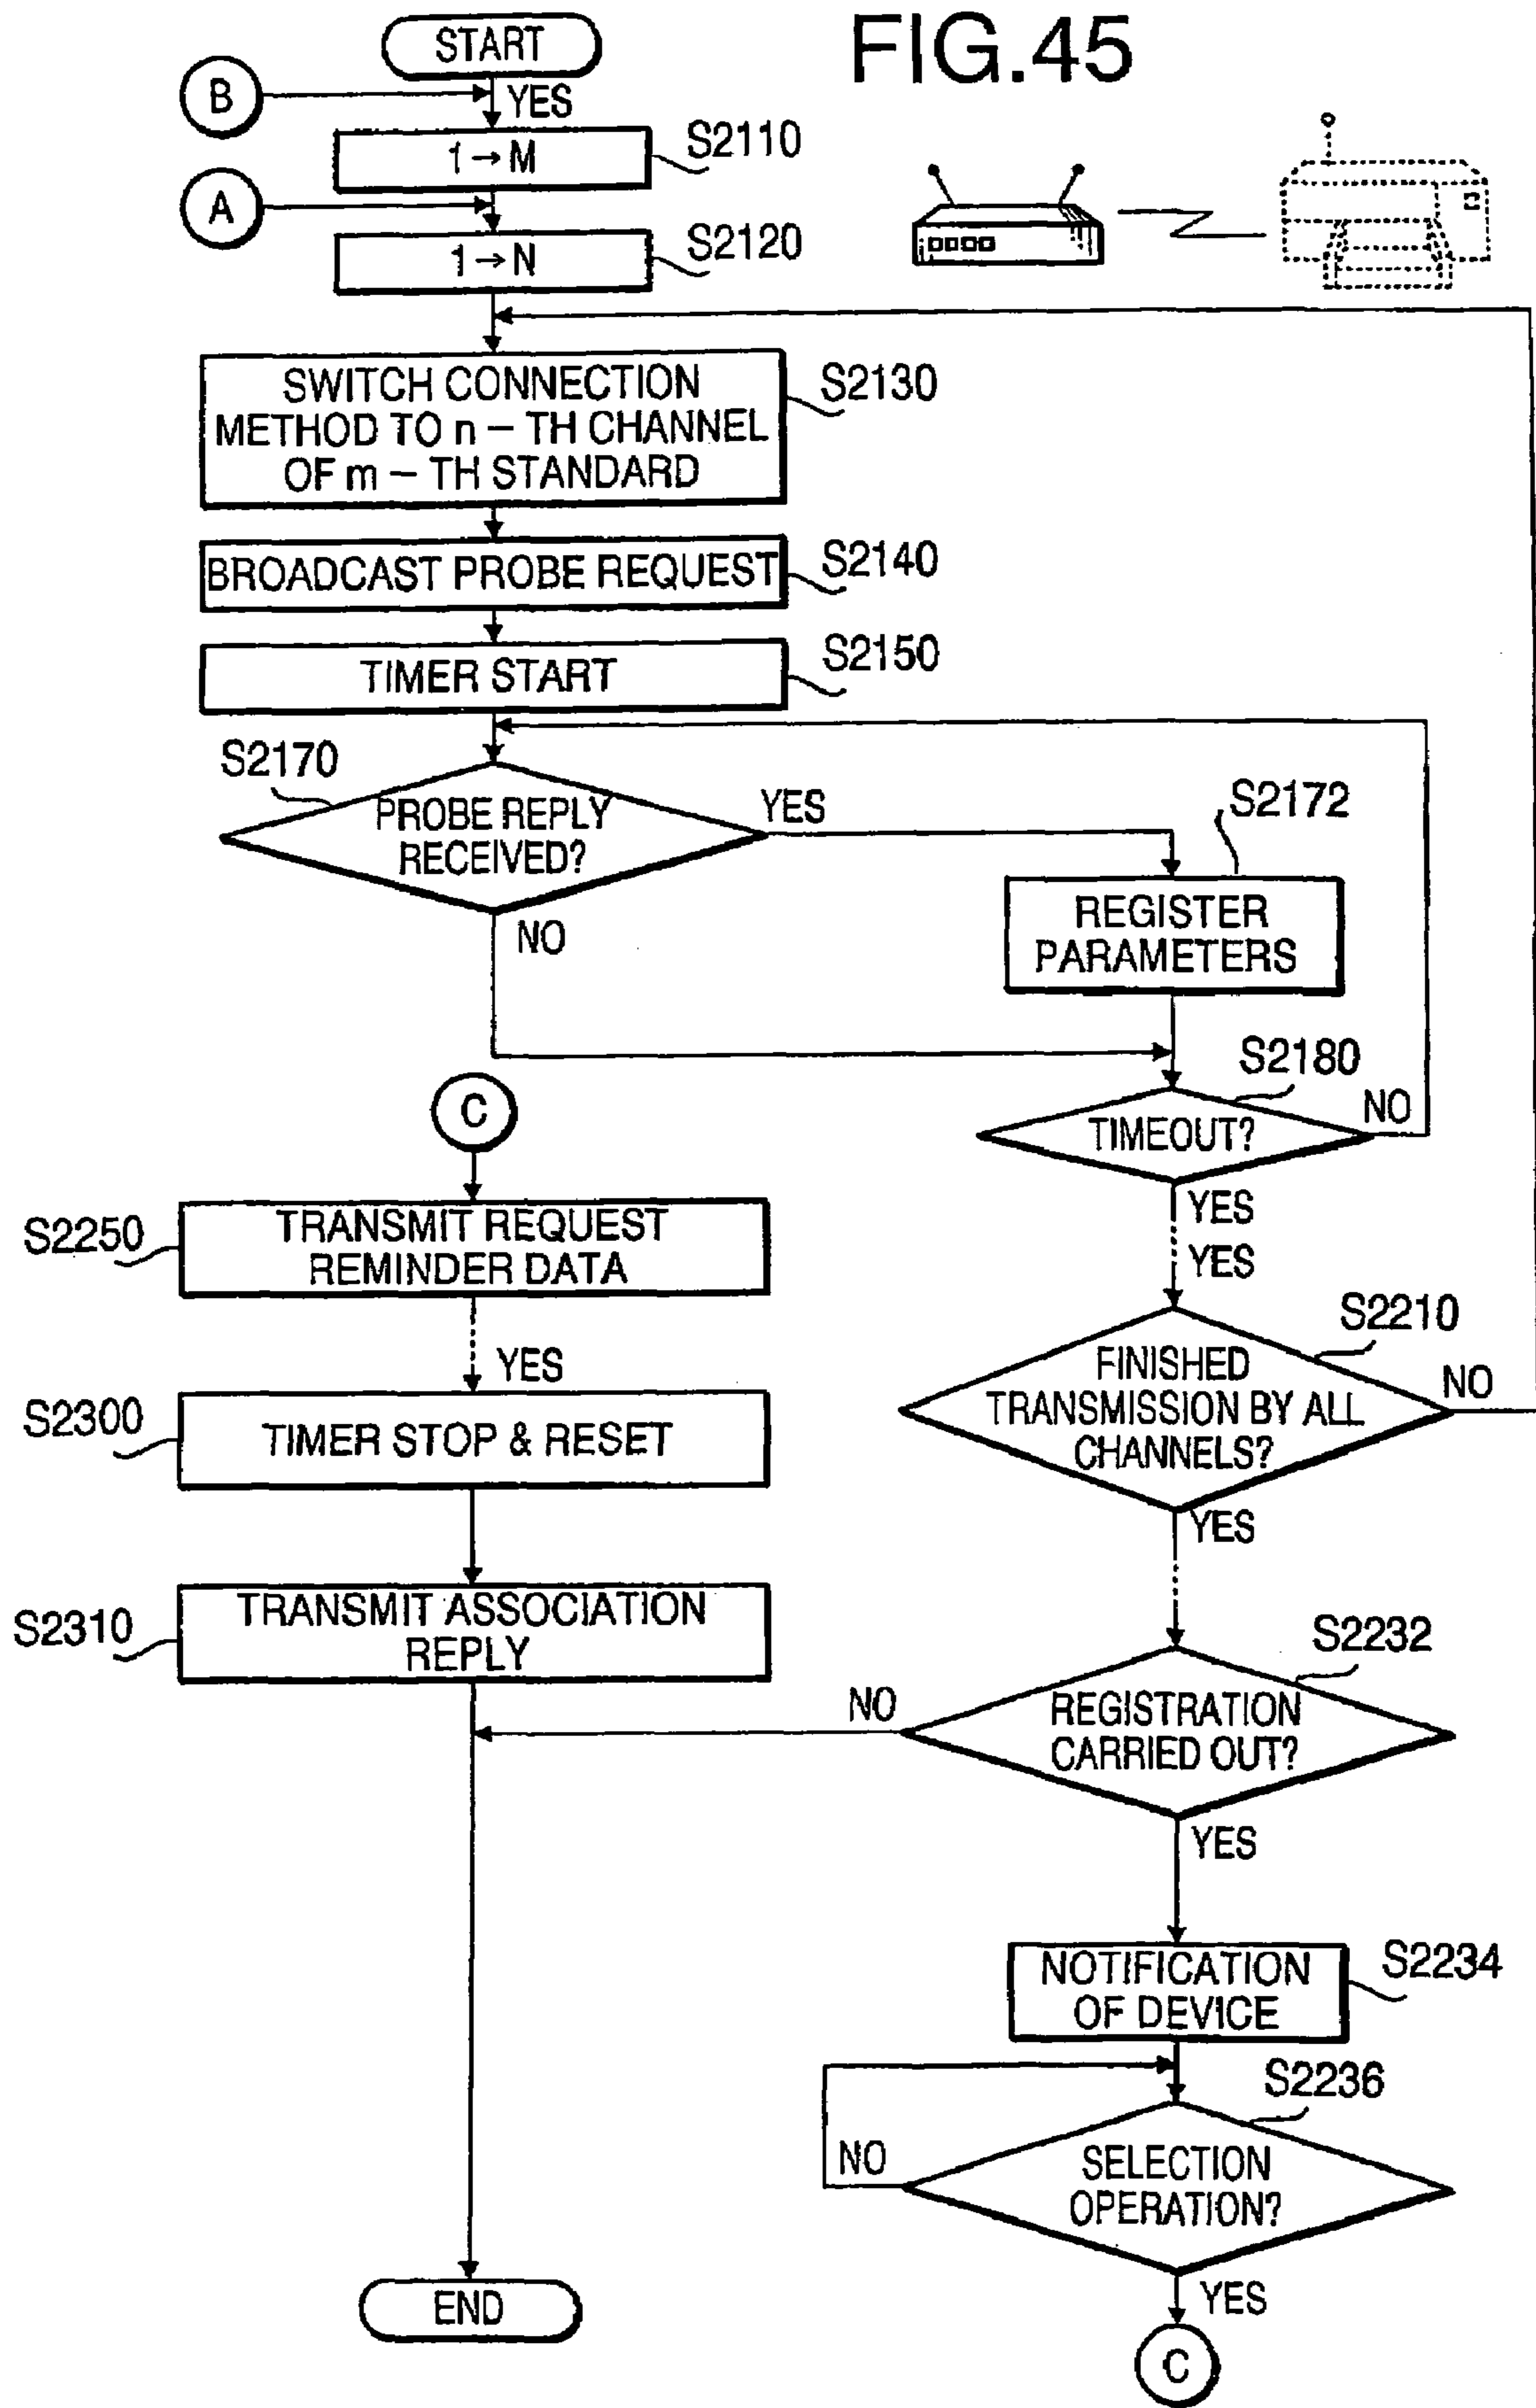 FIG.45
START
B
YES
1→M
S2110
A
1→N
S2120
SWITCH CONNECTION
METHOD TO n – TH CHANNEL
OF m – TH STANDARD
S2130
BROADCAST PROBE REQUEST
S2140
TIMER START
S2150
S2170
PROBE REPLY
RECEIVED?
YES
NO
S2172
REGISTER
PARAMETERS
S2180
TIMEOUT?
NO
YES
YES
C
S2250
TRANSMIT REQUEST
REMINDER DATA
YES
S2300
TIMER STOP & RESET
S2210
FINISHED
TRANSMISSION BY ALL
CHANNELS?
NO
YES
S2310
TRANSMIT ASSOCIATION
REPLY
S2232
REGISTRATION
CARRIED OUT?
NO
YES
NOTIFICATION
OF DEVICE
S2234
S2236
SELECTION
OPERATION?
NO
YES
END
C